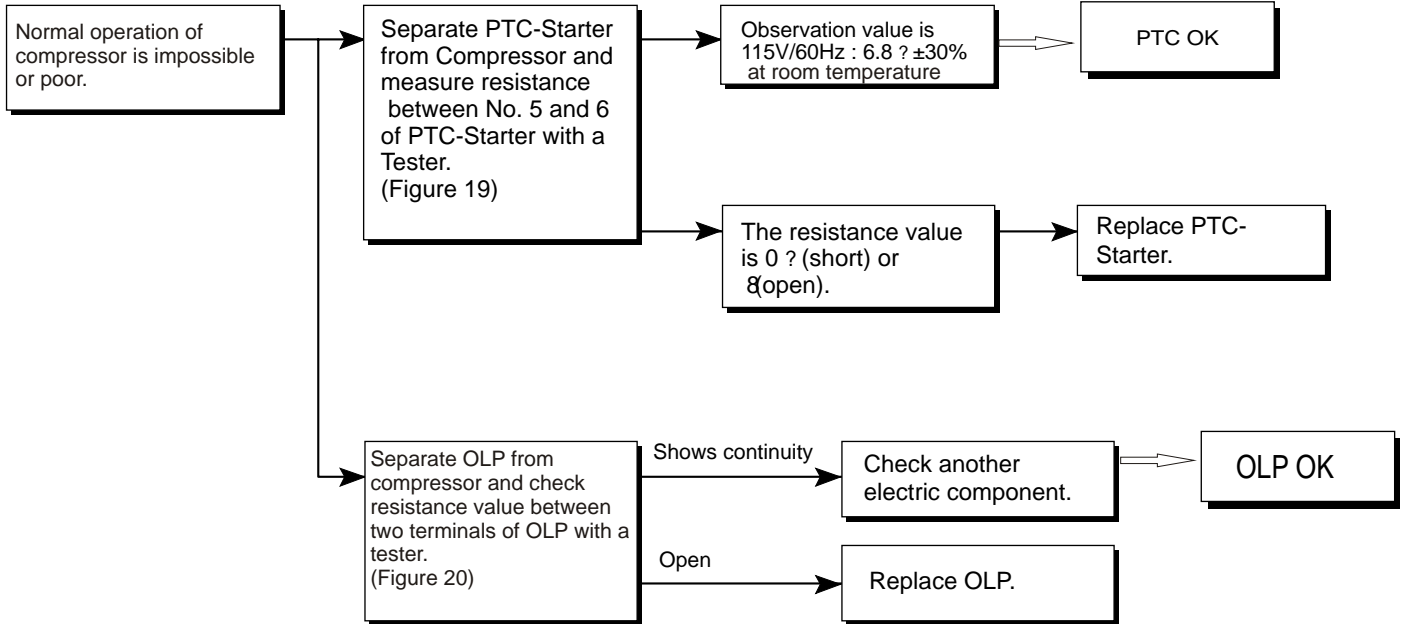 Normal operation of
compressor is impossible
or poor.
Separate PTC-Starter
from Compressor and
measure resistance
between No. 5 and 6
of PTC-Starter with a
Tester.
(Figure 19)
Observation value is
115V/60Hz : 6.8 ? ±30%
at room temperature
PTC OK
The resistance value
is 0 ? (short) or
8(open).
Replace PTC-
Starter.
Separate OLP from
compressor and check
resistance value between
two terminals of OLP with a
tester.
(Figure 20)
Shows continuity
Check another
electric component.
OLP OK
Open
Replace OLP.